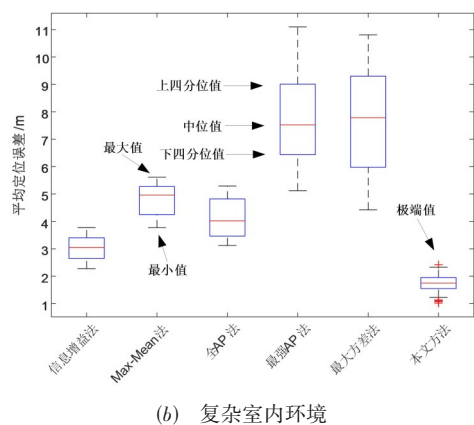 平均定位误差/m
11
10
9
8
7
6
5
4
3
2
1
上四分位值
中位值
下四分位值
最大值
最小值
极端值
信息增益法
Max-Mean法
全AP法
最强AP法
最大方差法
本文方法
(b) 复杂室内环境